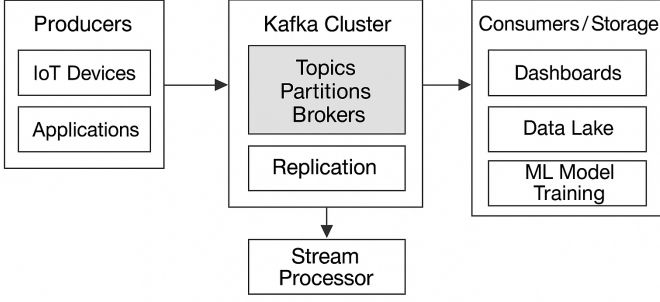 Producers
IoT Devices
Applications
Kafka Cluster
Topics
Partitions
Brokers
Replication
Stream
Processor
Consumers/Storage
Dashboards
Data Lake
ML Model
Training